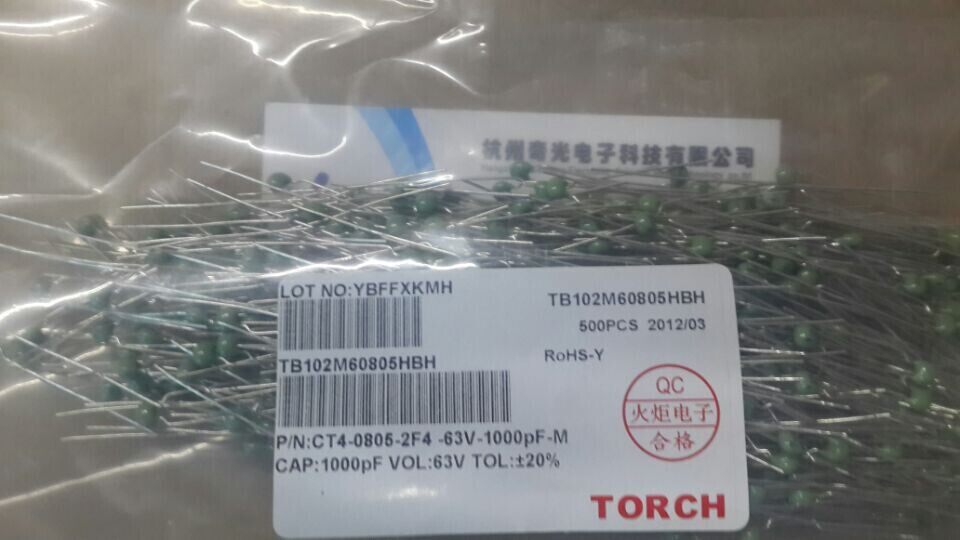 杭州奇光电子科技有限公司
LOT NO:YBFFXKMH
TB102M60805HBH
500PCS 2012/03
TB102M60805HBH
RoHS-Y
QC
火炬电子
合格
P/N:CT4-0805-2F4 -63V-1000pF-M
CAP:1000pF VOL:63V TOL:±20%
TORCH